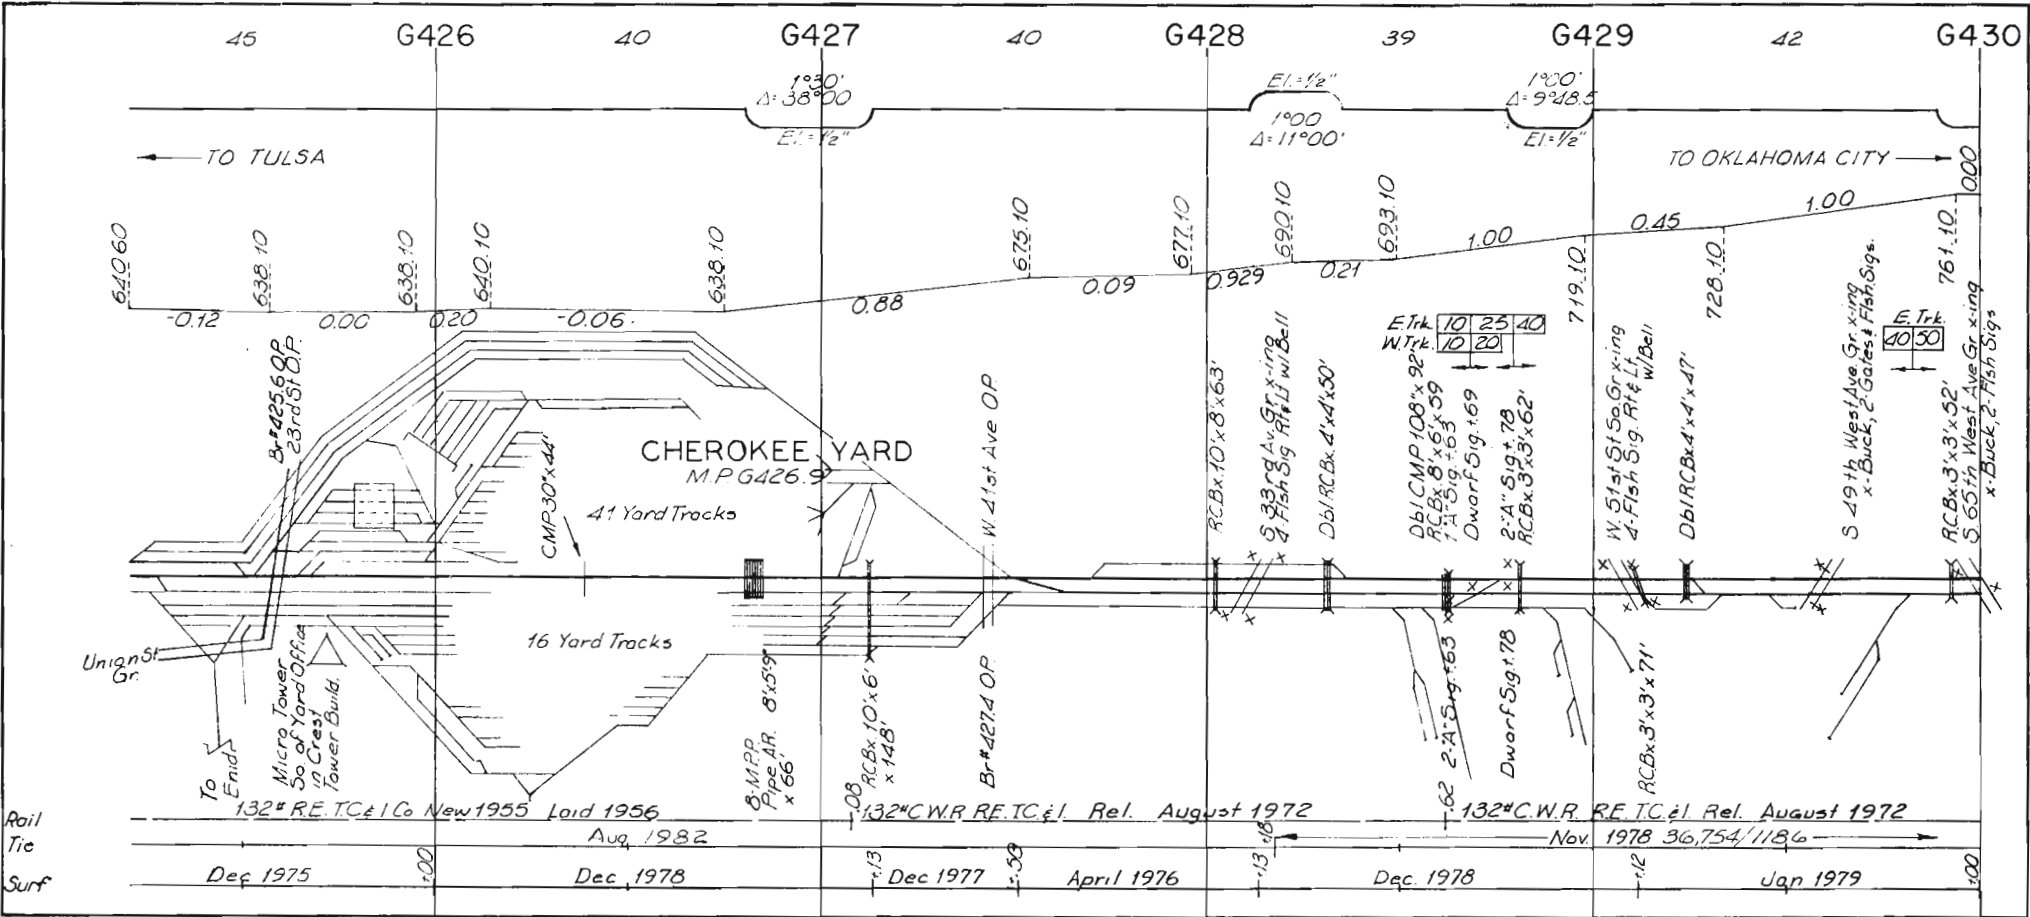 45 G426 40 G427 40 G428 39 G429 42 G430
1°30'
Δ=38°00
El.=1/2"
El.=1/2"
1°00
Δ=11°00'
1°00'
Δ=9°48.5
El=1/2"
TO TULSA
TO OKLAHOMA CITY
640.60
638.10
638.10
640.10
638.10
675.10
677.10
690.10
693.10
719.10
728.10
761.10
-0.12
0.00
0.20
-0.06
0.88
0.09
0.929
0.21
1.00
0.45
1.00
0.00
Br#425.6 O.P.
23rd St O.P.
CHEROKEE YARD
M.P. G426.9
41 Yard Tracks
16 Yard Tracks
CMP 30"x44'
W. 41st Ave O.P.
Br#427.4 O.P.
R.C.Bx.10'x8'x63'
S 33rd Av. Gr. x-ing
4-Flsh Sig Rt & Lt w/Bell
Dbl R.C.Bx.4'x4'x50'
E. Trk. 10 25 40
W. Trk. 10 20
Dbl CMP 108"x92'
R.C.Bx.8'x6'x59
1"A"Sig.+63
Dwarf Sig.+69
2-"A" Sig+.78
R.C.Bx.3'x3'x62'
W. 51st St So. Gr x-ing
4-Flsh Sig. Rt & Lt
w/Bell
Dbl R.C.Bx4'x4'x47'
S 49th West Ave. Gr. x-ing
x-Buck, 2-Gates & Flsh Sigs.
E. Trk.
40 50
R.C.Bx.3'x3'x52'
S. 65th West Ave Gr x-ing
x-Buck, 2-Flsh Sigs
Union St
Gr.
To
Enid
Micro Tower
So. of Yard Office
in Crest
Tower Build.
8-M.P.P.
Pipe AR. 8'x5'9"
x 66'
R.C.Bx.10'x6'
x 148'
2-"A" Sig.+.63
Dwarf Sig.+.78
R.C.Bx.3'x3'x71'
Rail 132# R.E. T.C & I Co New 1955 Laid 1956 .08 132# C.W.R R.E. T.C. & I. Rel. August 1972 .62 132# C.W.R. R.E. T.C. & I. Rel. August 1972
Tie Aug 1982 +.18 Nov. 1978 36,754/1186
Surf Dec 1975 +.00 Dec 1978 +.13 Dec 1977 +.50 April 1976 +.13 Dec. 1978 +.12 Jan 1979 +.00